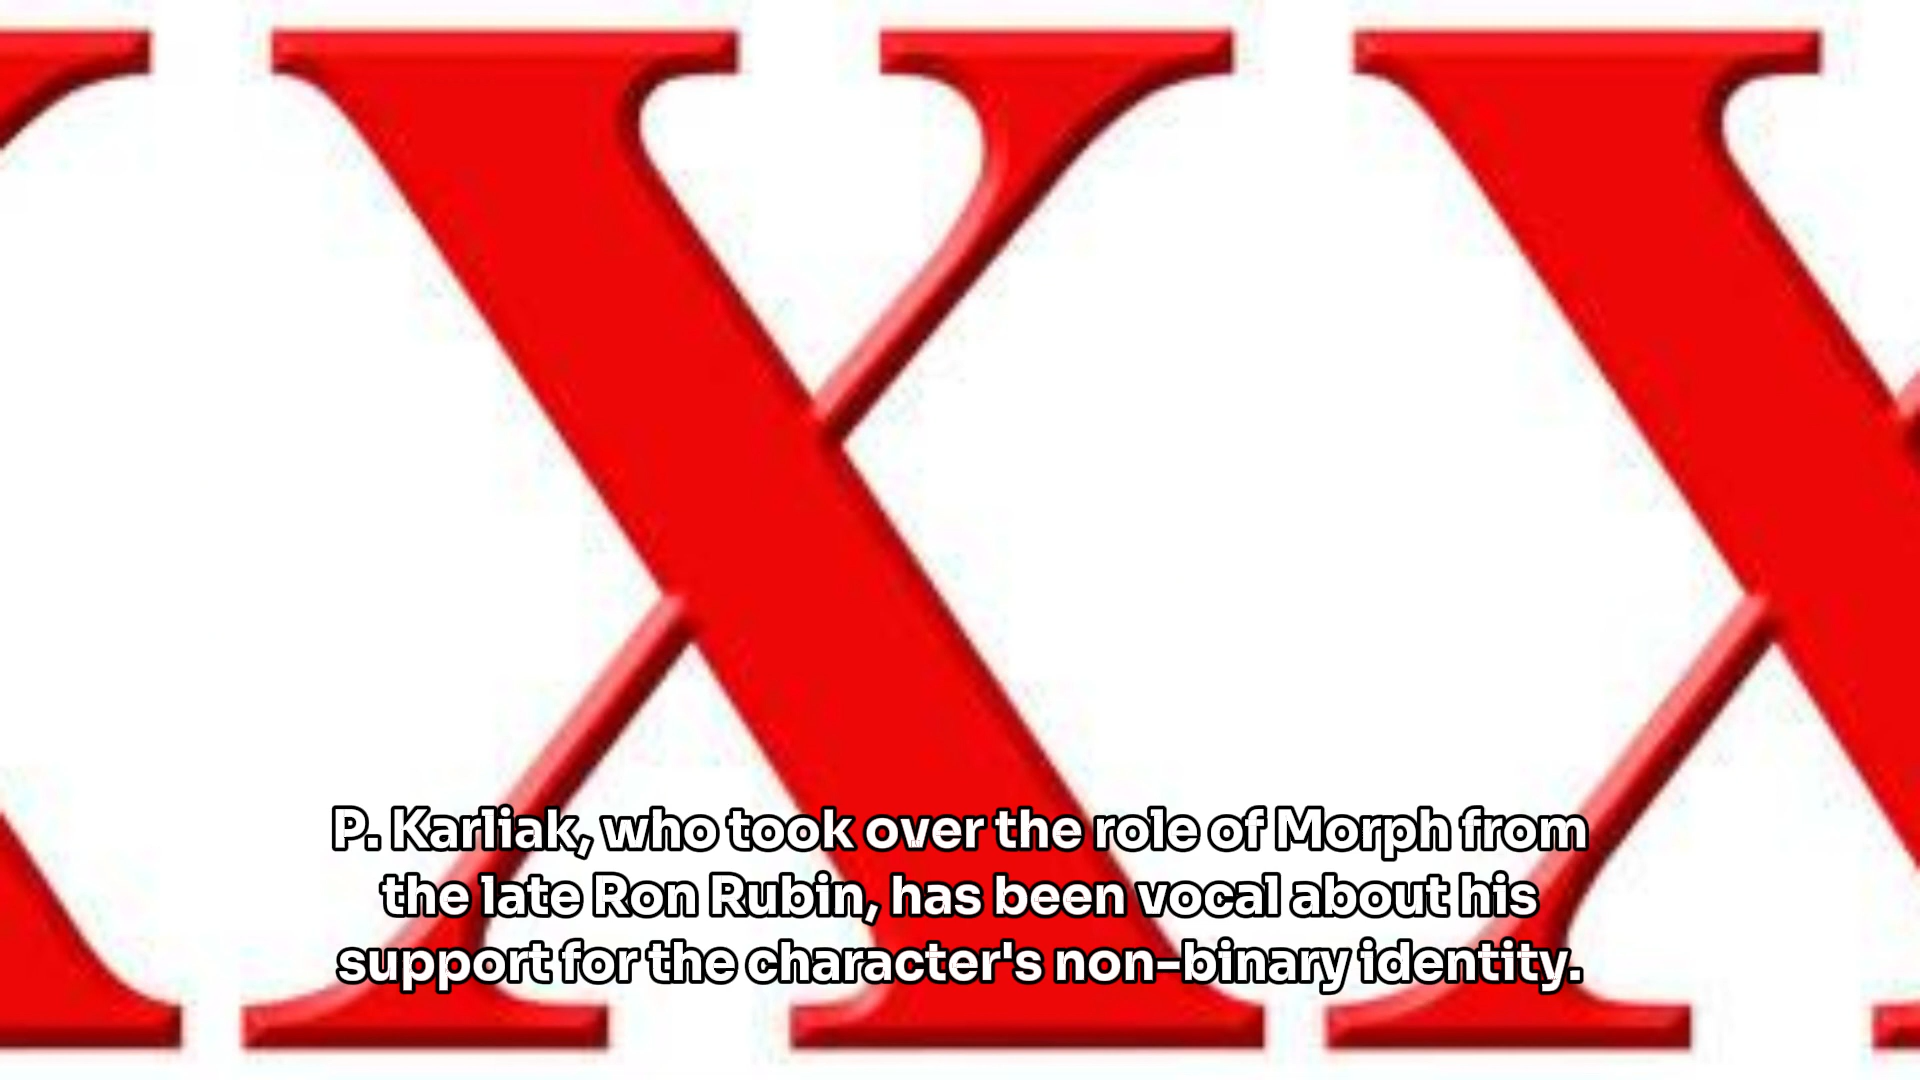 XXX
P. Karliak, who took over the role of Morph from
the late Ron Rubin, has been vocal about his
support for the character's non-binary identity.